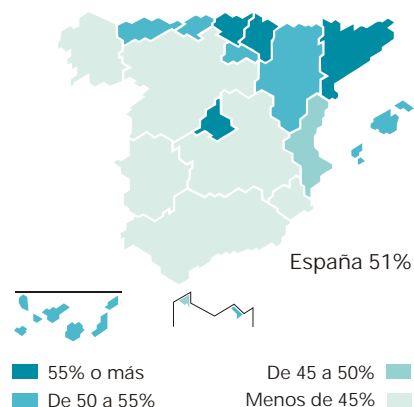 España 51%
55% o más
De 50 a 55%
De 45 a 50%
Menos de 45%